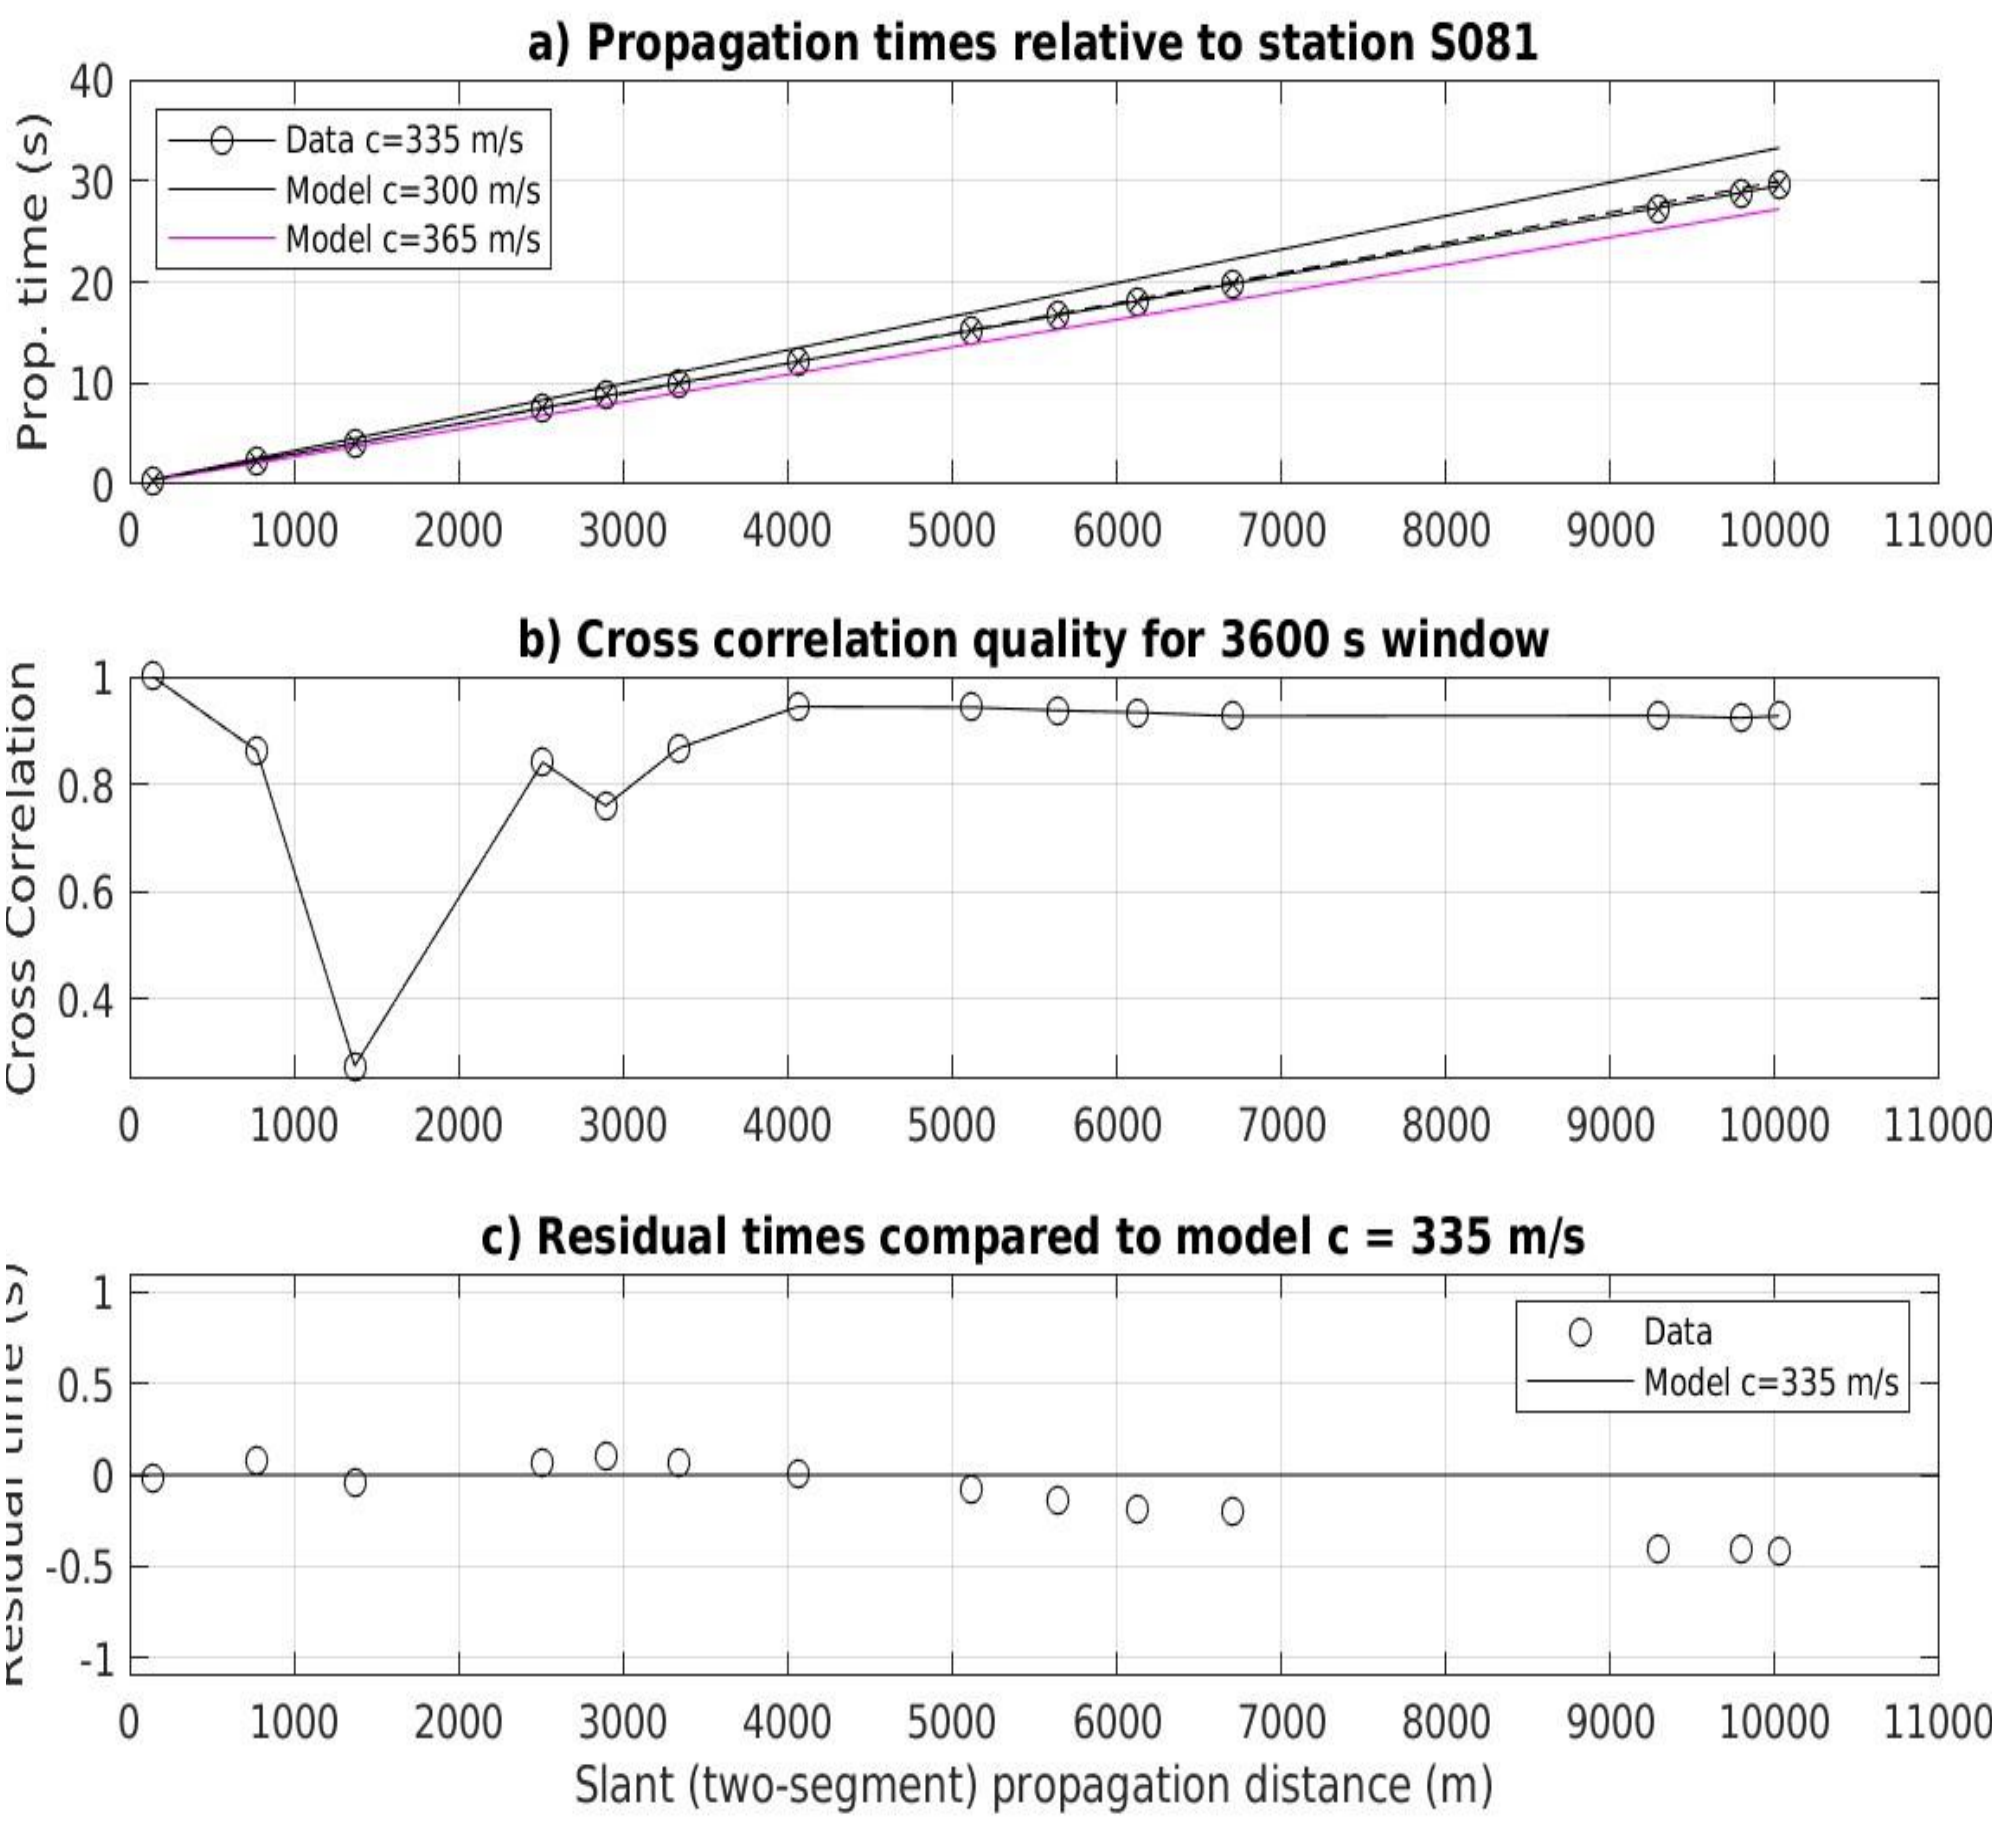 a) Propagation times relative to station S081
Prop. time (s)
40
30
20
10
0
Data c=335 m/s
Model c=300 m/s
Model c=365 m/s
0 1000 2000 3000 4000 5000 6000 7000 8000 9000 10000 11000
b) Cross correlation quality for 3600 s window
Cross Correlation
1
0.8
0.6
0.4
0 1000 2000 3000 4000 5000 6000 7000 8000 9000 10000 11000
c) Residual times compared to model c = 335 m/s
Residual time (s)
1
0.5
0
-0.5
-1
Data
Model c=335 m/s
0 1000 2000 3000 4000 5000 6000 7000 8000 9000 10000 11000
Slant (two-segment) propagation distance (m)